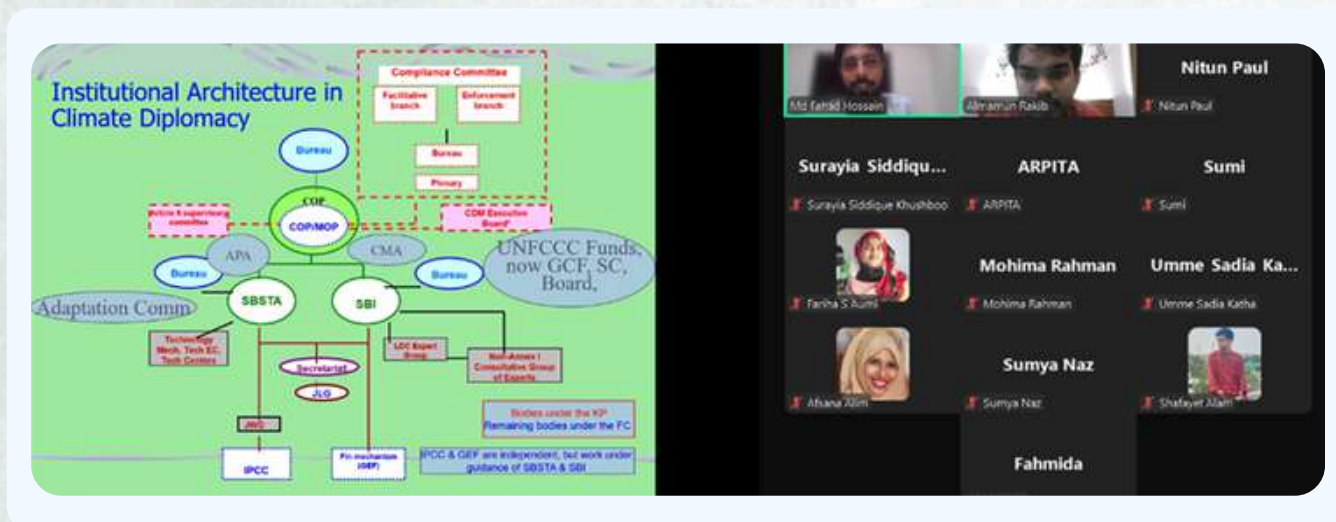 Institutional Architecture in
Climate Diplomacy
Compliance Committee
Facilitative
branch
Enforcement
branch
Bureau
Plenary
Bureau
COP
COP/MOP
Article 6 supervisory
committee
CDM Executive
Board*
APA
CMA
Bureau
Bureau
UNFCCC Funds,
now GCF, SC,
Board,
SBSTA
SBI
Adaptation Comm
Technology
Mech, Tech EC,
Tech Centers
LDC Expert
Group
Non-Annex I
Consultative Group
of Experts
Secretariat
JLG
JWG
IPCC
Fin mechanism
(GEF)
Bodies under the KP
Remaining bodies under the FC
IPCC & GEF are independent, but work under
guidance of SBSTA & SBI
Md Fahad Hossain
Almamun Rakib
Nitun Paul
Nitun Paul
Surayia Siddiqu...
Surayia Siddique Khushboo
ARPITA
ARPITA
Sumi
Sumi
Fariha S Aumi
Mohima Rahman
Mohima Rahman
Umme Sadia Ka...
Umme Sadia Katha
Afsana Alim
Sumya Naz
Sumya Naz
Shafayet Alam
Fahmida